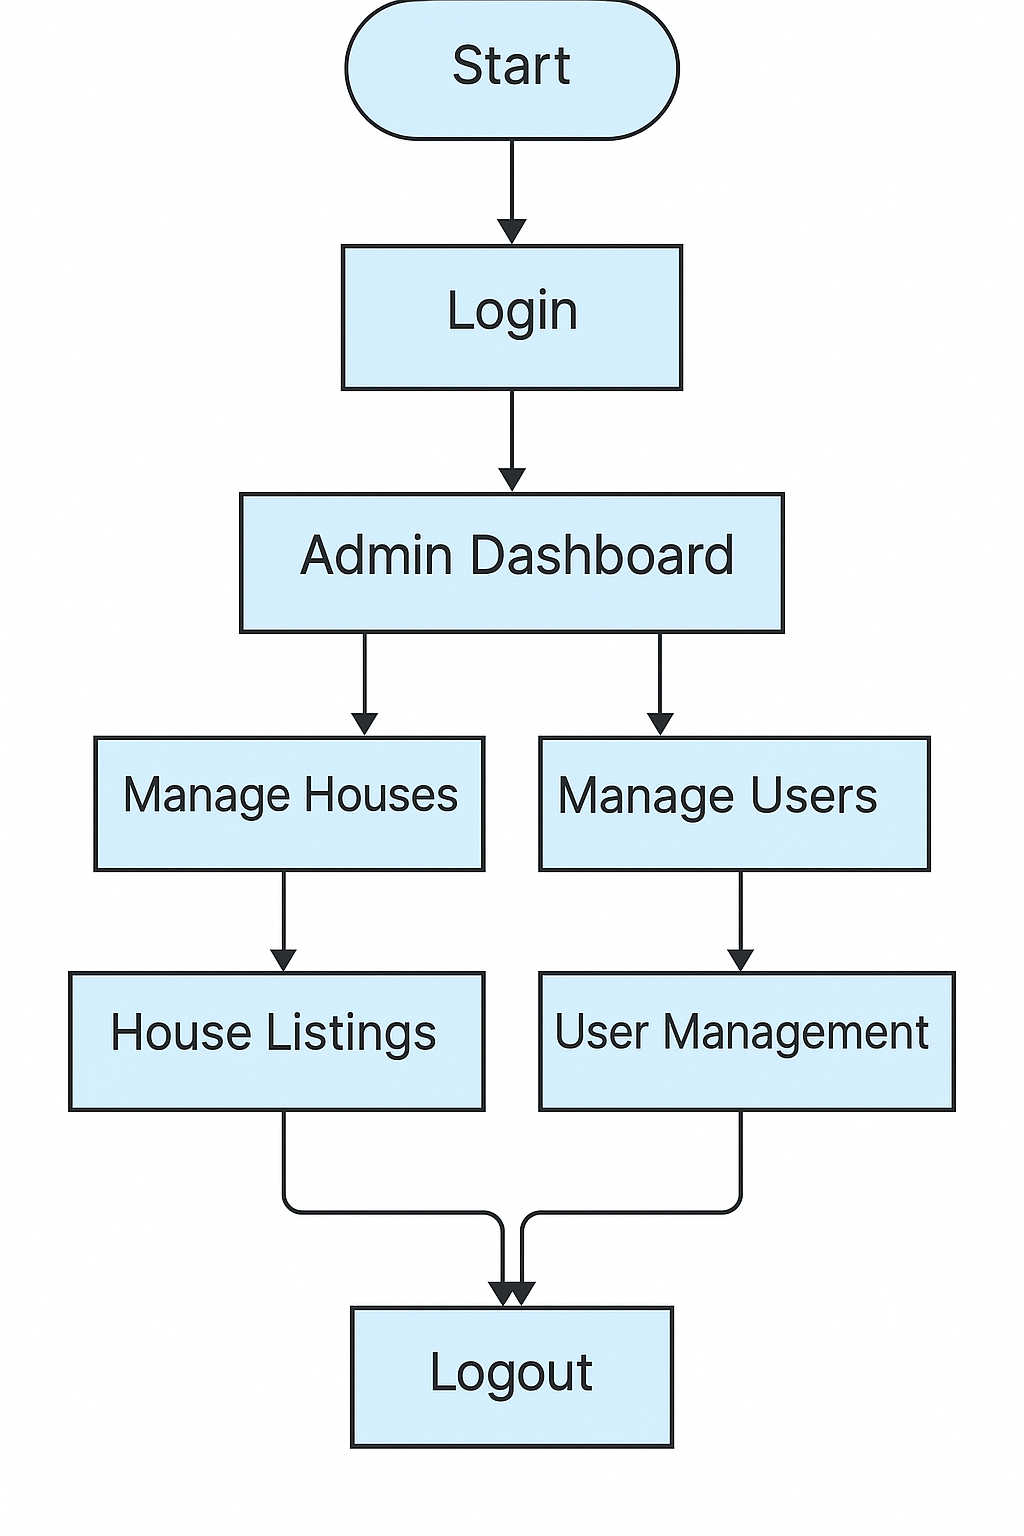 Start
Login
Admin Dashboard
Manage Houses
Manage Users
House Listings
User Management
Logout